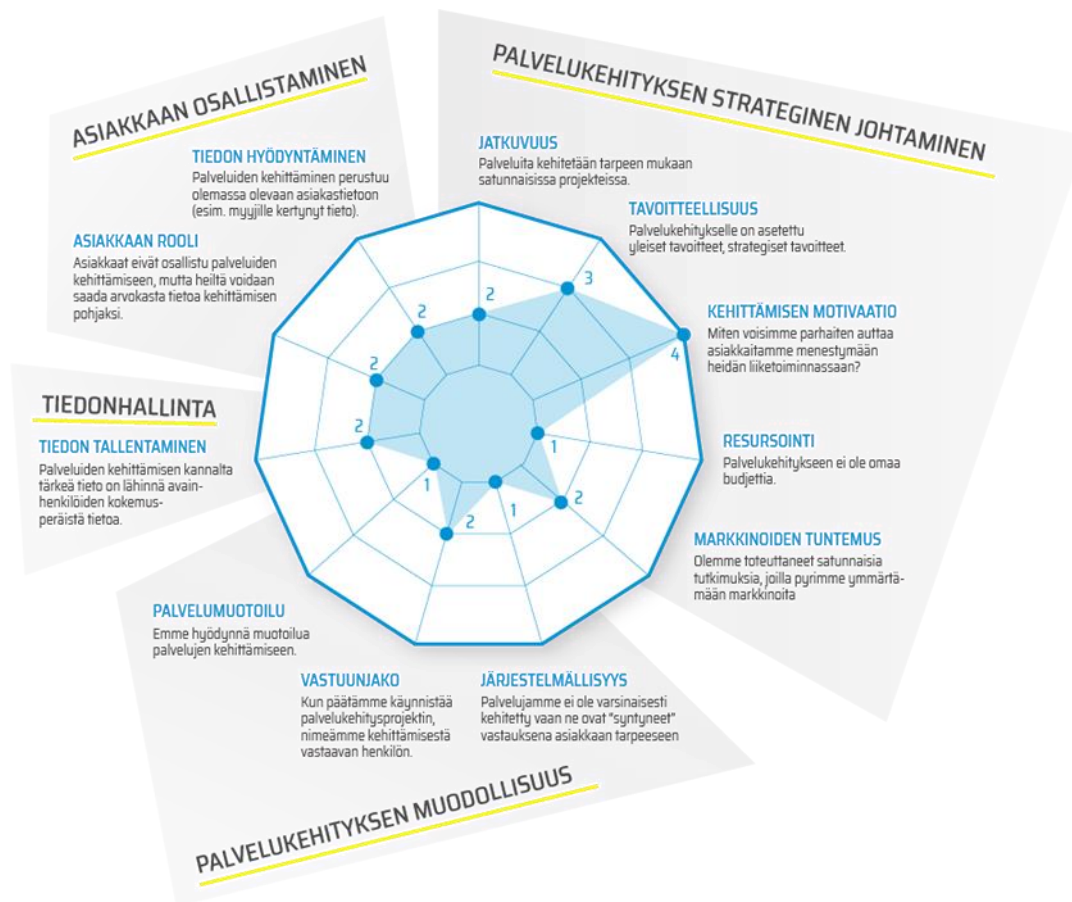 ASIAKKAAN OSALLISTAMINEN
TIEDON HYÖDYNTÄMINEN
Palveluiden kehittäminen perustuu
olemassa olevaan asiakastietoon
(esim. myyjille kertynyt tieto).
ASIAKKAAN ROOLI
Asiakkaat eivät osallistu palveluiden
kehittämiseen, mutta heiltä voidaan
saada arvokasta tietoa kehittämisen
pohjaksi.
PALVELUKEHITYKSEN STRATEGINEN JOHTAMINEN
JATKUVUUS
Palveluita kehitetään tarpeen mukaan
satunnaisissa projekteissa.
TAVOITTEELLISUUS
Palvelukehitykselle on asetettu
yleiset tavoitteet, strategiset tavoitteet.
KEHITTÄMISEN MOTIVAATIO
Miten voisimme parhaiten auttaa
asiakkaitamme menestymään
heidän liiketoiminnassaan?
RESURSOINTI
Palvelukehitykseen ei ole omaa
budjettia.
MARKKINOIDEN TUNTEMUS
Olemme toteuttaneet satunnaisia
tutkimuksia, joilla pyrimme ymmärtä-
mään markkinoita
2
3
4
1
2
1
2
1
2
2
2
TIEDONHALLINTA
TIEDON TALLENTAMINEN
Palveluiden kehittämisen kannalta
tärkeä tieto on lähinnä avain-
henkilöiden kokemus-
peräistä tietoa.
PALVELUMUOTOILU
Emme hyödynnä muotoilua
palvelujen kehittämiseen.
VASTUUNJAKO
Kun päätämme käynnistää
palvelukehitysprojektin,
nimeämme kehittämisestä
vastaavan henkilön.
JÄRJESTELMÄLLISYYS
Palvelujamme ei ole varsinaisesti
kehitetty vaan ne ovat "syntyneet"
vastauksena asiakkaan tarpeeseen
PALVELUKEHITYKSEN MUODOLLISUUS